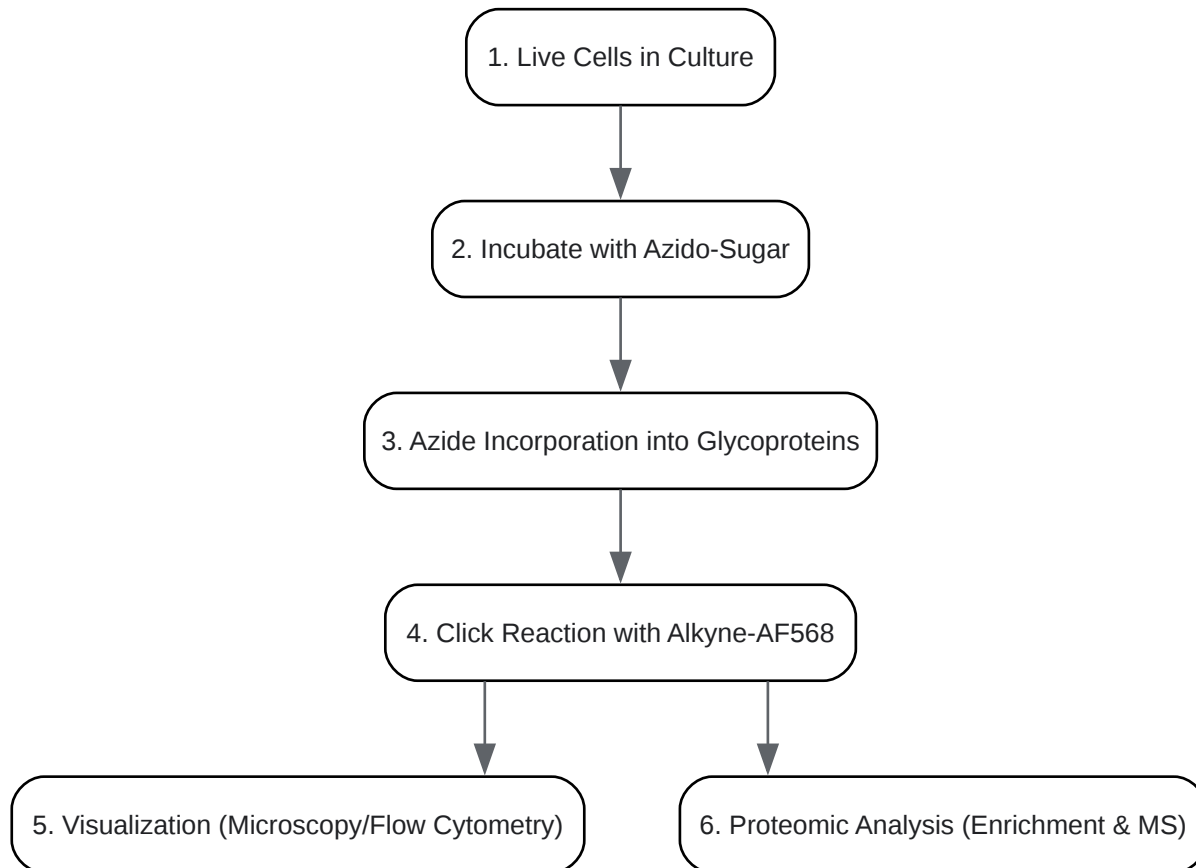 1. Live Cells in Culture
2. Incubate with Azido-Sugar
3. Azide Incorporation into Glycoproteins
4. Click Reaction with Alkyne-AF568
5. Visualization (Microscopy/Flow Cytometry)
6. Proteomic Analysis (Enrichment & MS)